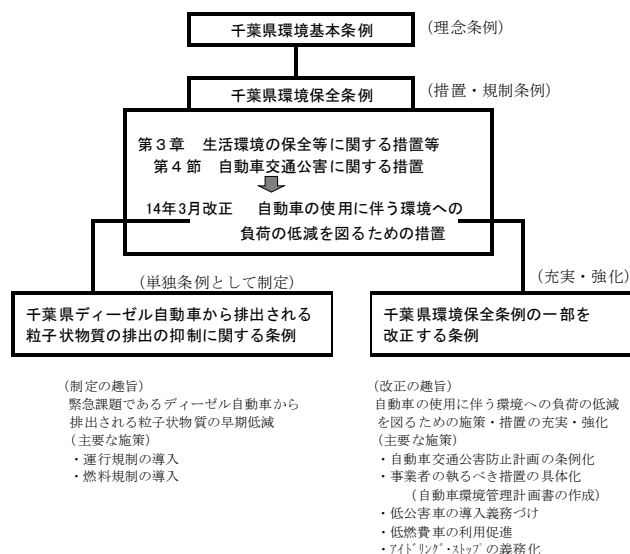 千葉県環境基本条例
（理念条例）
千葉県環境保全条例
（措置・規制条例）
第３章　生活環境の保全等に関する措置等
第４節　自動車交通公害に関する措置
14年3月改正　自動車の使用に伴う環境への
負荷の低減を図るための措置
（単独条例として制定）
千葉県ディーゼル自動車から排出される
粒子状物質の排出の抑制に関する条例
（制定の趣旨）
緊急課題であるディーゼル自動車から
排出される粒子状物質の早期低減
（主要な施策）
・運行規制の導入
・燃料規制の導入
（充実・強化）
千葉県環境保全条例の一部を
改正する条例
（改正の趣旨）
自動車の使用に伴う環境への負荷の低減
を図るための施策・措置の充実・強化
（主要な施策）
・自動車交通公害防止計画の条例化
・事業者の執るべき措置の具体化
（自動車環境管理計画書の作成）
・低公害車の導入義務づけ
・低燃費車の利用促進
・ｱｲﾄﾞﾘﾝｸﾞ･ｽﾄｯﾌﾟの義務化